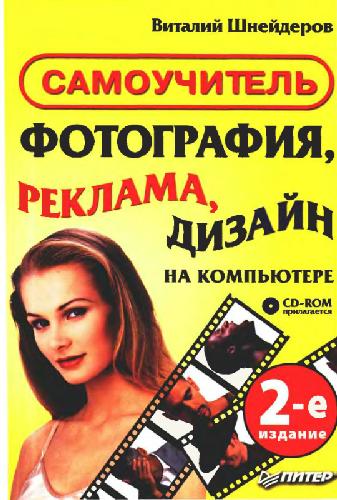 Виталий Шнейдеров
САМОУЧИТЕЛЬ
ФОТОГРАФИЯ,
РЕКЛАМА,
ДИЗАЙН
НА КОМПЬЮТЕРЕ
CD-ROM
прилагается
2-е
издание
ПИТЕР